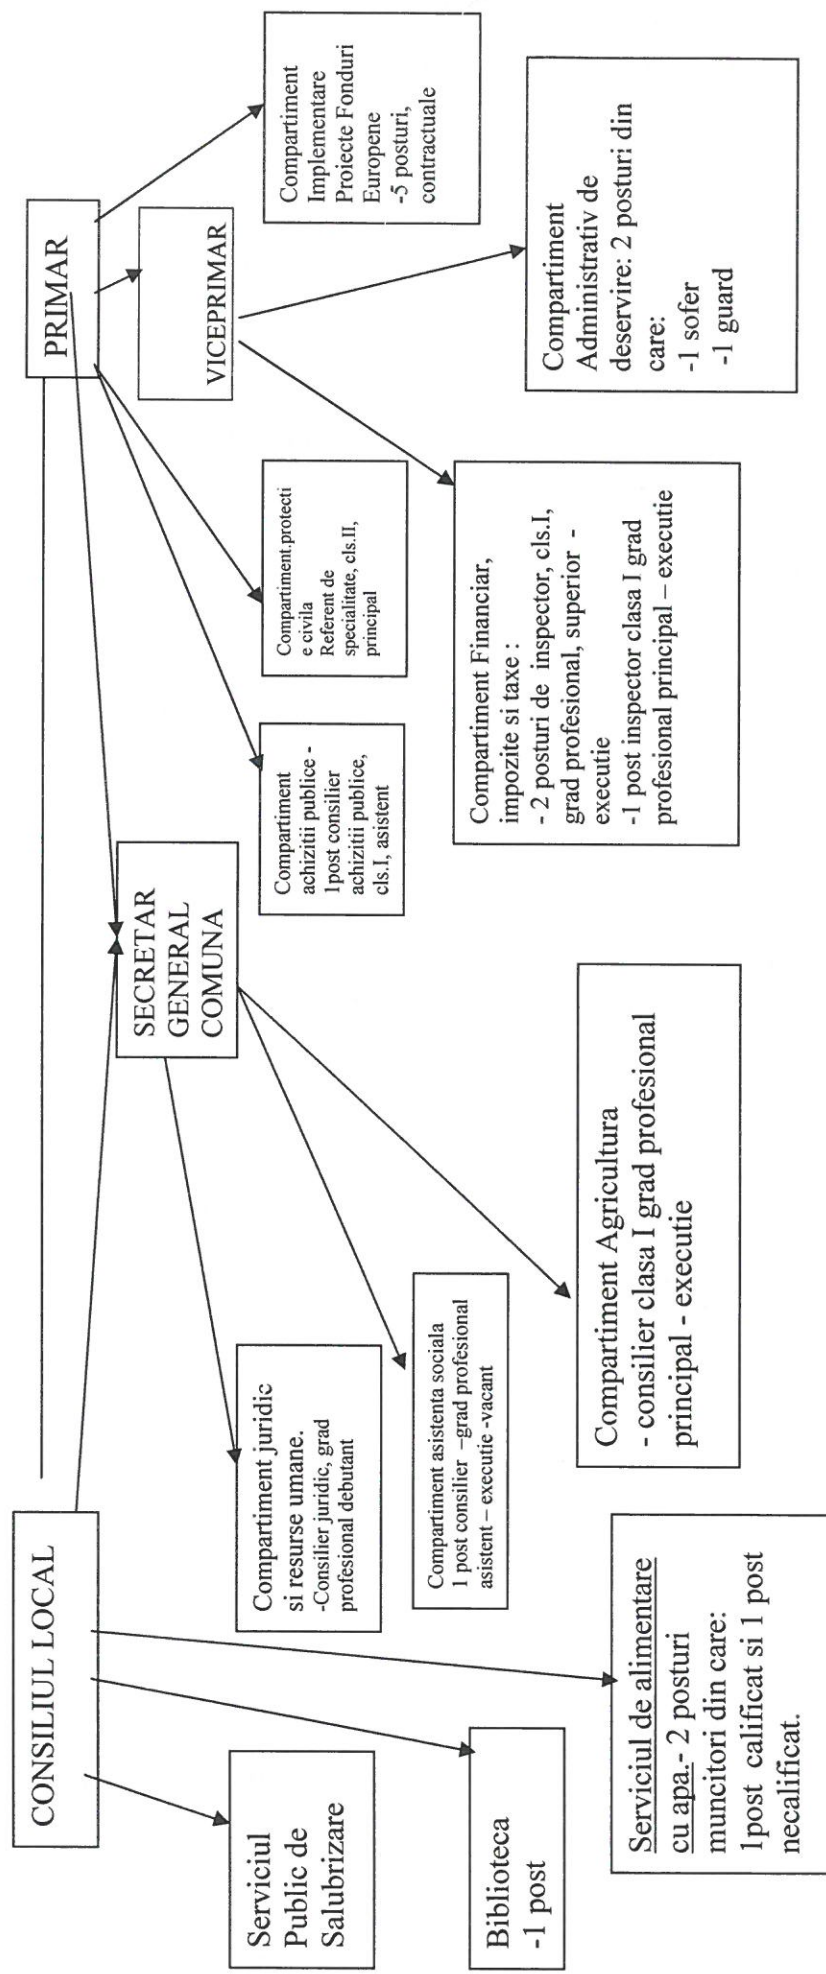 CONSILIUL LOCAL
PRIMAR
VICEPRIMAR
SECRETAR
GENERAL
COMUNA
Serviciul
Public de
Salubrizare
Biblioteca
-1 post
Serviciul de alimentare
cu apa.- 2 posturi
muncitori din care:
1post calificat si 1 post
necalificat.
Compartiment juridic
si resurse umane.
-Consilier juridic, grad
profesional debutant
Compartiment asistenta sociala
1 post consilier –grad profesional
asistent – executie -vacant
Compartiment Agricultura
- consilier clasa I grad profesional
principal - executie
Compartiment
achizitii publice -
1post consilier
achizitii publice,
cls.I, asistent
Compartiment.protecti
e civila
Referent de
specialitate, cls.II,
principal
Compartiment Financiar,
impozite si taxe :
- 2 posturi de inspector, cls.I,
grad profesional, superior -
executie
-1 post inspector clasa I grad
profesional principal – executie
Compartiment
Implementare
Proiecte Fonduri
Europene
-5 posturi,
contractuale
Compartiment
Administrativ de
deservire: 2 posturi din
care:
-1 sofer
-1 guard